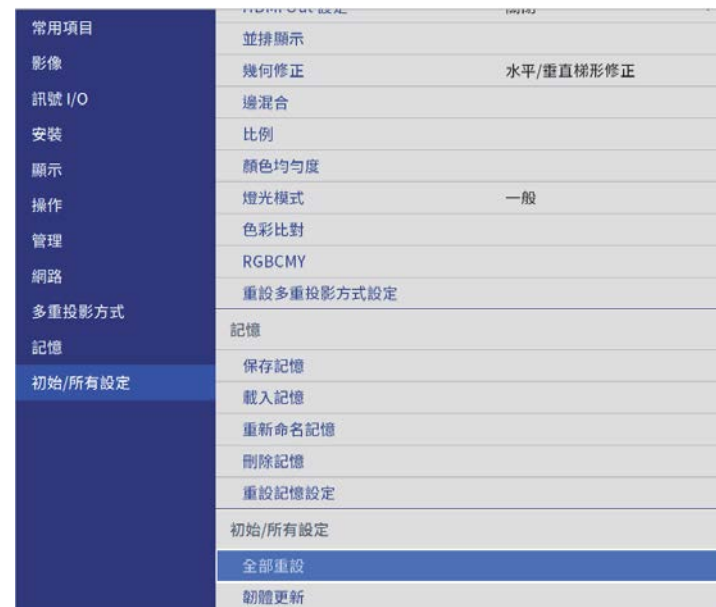 常用項目
影像
訊號 I/O
安裝
顯示
操作
管理
網路
多重投影方式
記憶
初始/所有設定
並排顯示
幾何修正 水平/垂直梯形修正
邊混合
比例
顏色均勻度
燈光模式 一般
色彩比對
RGBCMY
重設多重投影方式設定
記憶
保存記憶
載入記憶
重新命名記憶
刪除記憶
重設記憶設定
初始/所有設定
全部重設
韌體更新